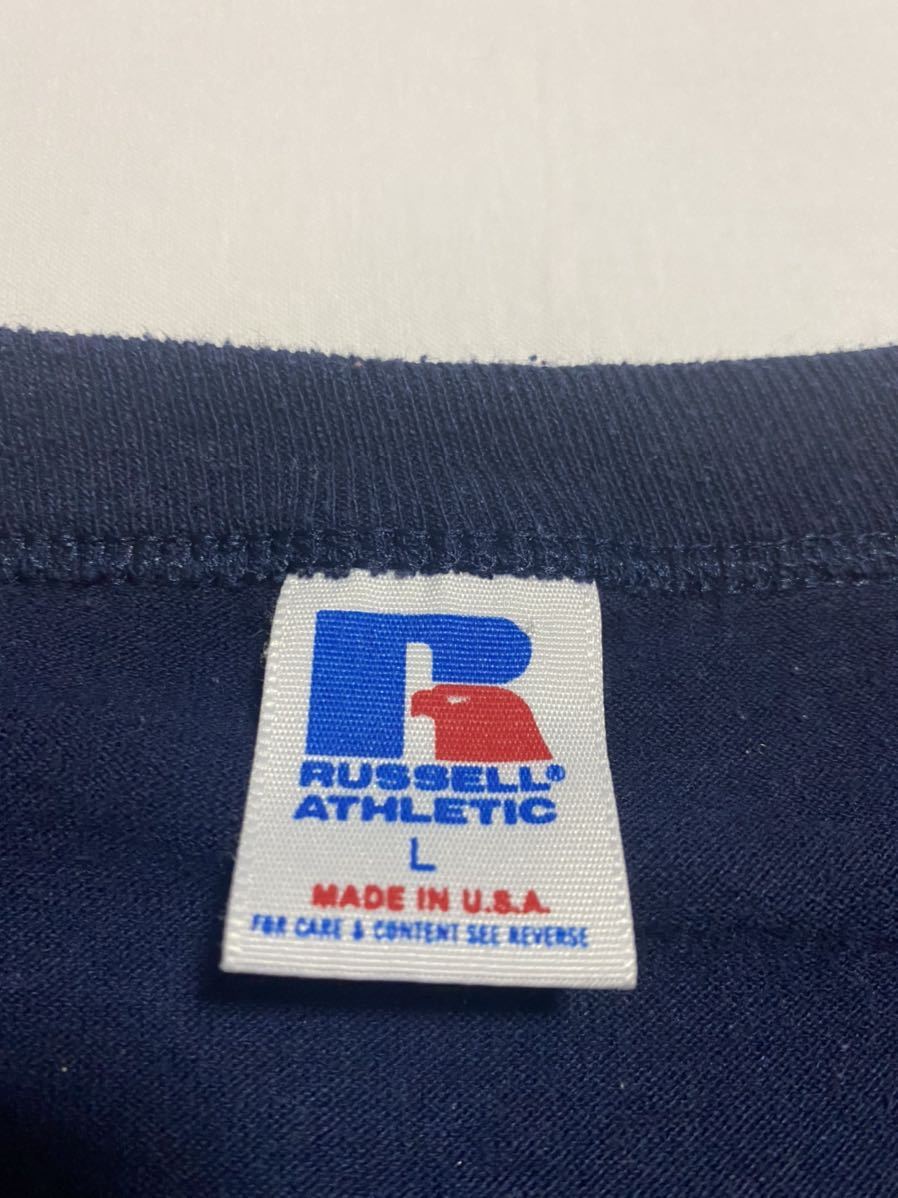 RUSSELL®
ATHLETIC
L
MADE IN U.S.A.
FOR CARE & CONTENT SEE REVERSE